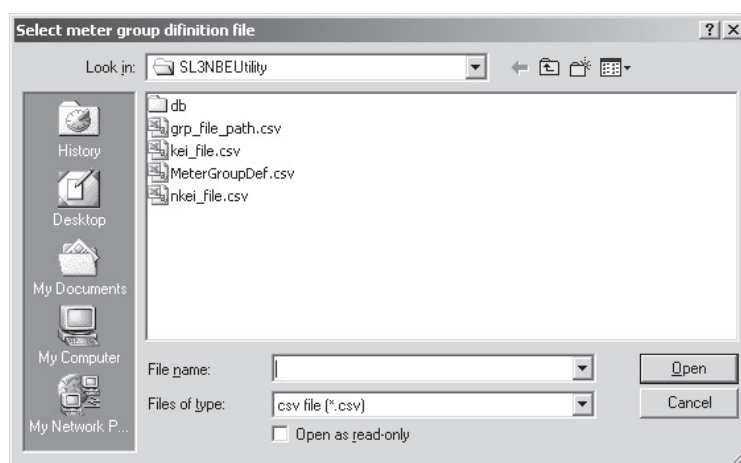 Select meter group difinition file
Look in:
SL3NBEUtility
History
Desktop
My Documents
My Computer
My Network P...
db
grp_file_path.csv
kei_file.csv
MeterGroupDef.csv
nkei_file.csv
File name:
Open
Files of type:
csv file (*.csv)
Cancel
Open as read-only